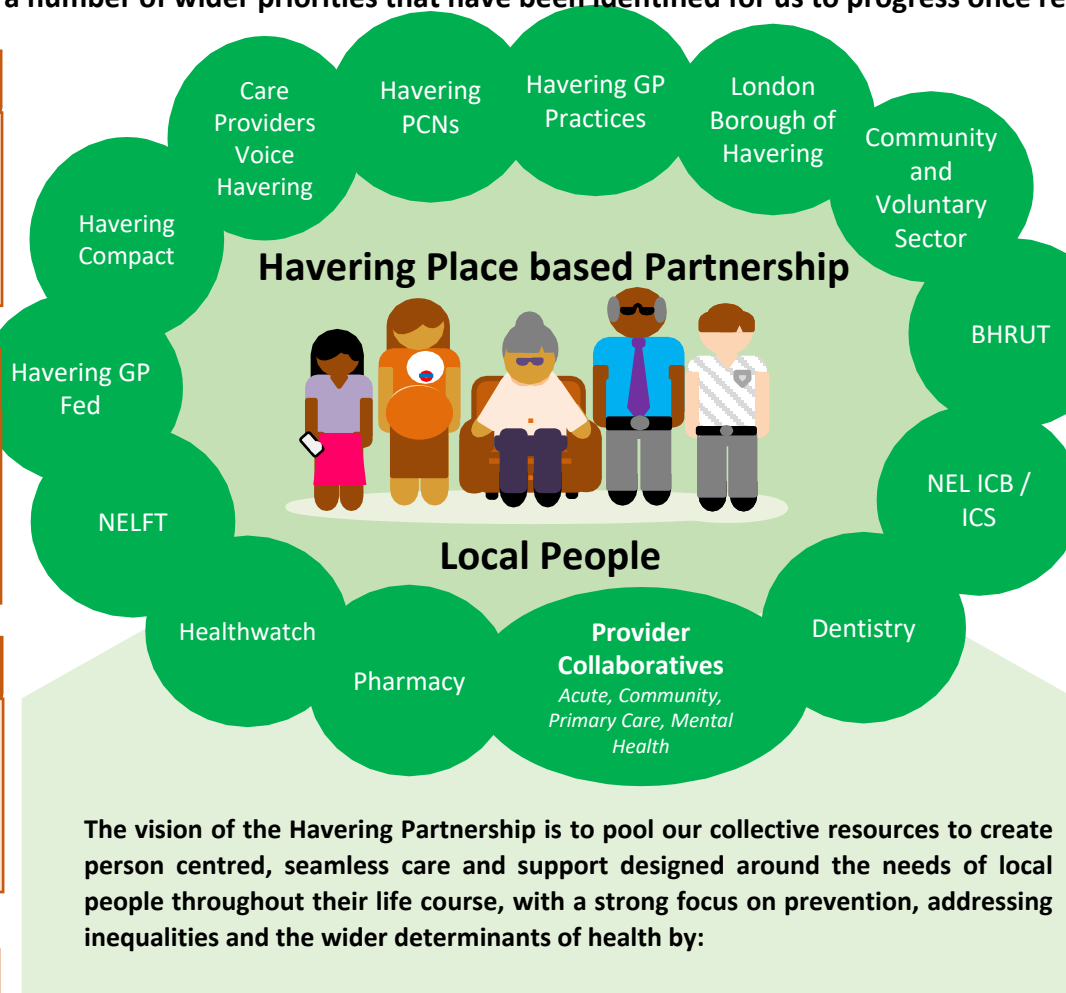 a number of wider priorities that have been identified for us to progress once re
Care
Providers
Voice
Havering
Havering
PCNs
Havering GP
Practices
London
Borough of
Havering
Community
and
Voluntary
Sector
Havering
Compact
Havering Place based Partnership
BHRUT
Havering GP
Fed
NEL ICB /
ICS
NELFT
Local People
Healthwatch
Pharmacy
Provider
Collaboratives
Acute, Community,
Primary Care, Mental
Health
Dentistry
The vision of the Havering Partnership is to pool our collective resources to create
person centred, seamless care and support designed around the needs of local
people throughout their life course, with a strong focus on prevention, addressing
inequalities and the wider determinants of health by: